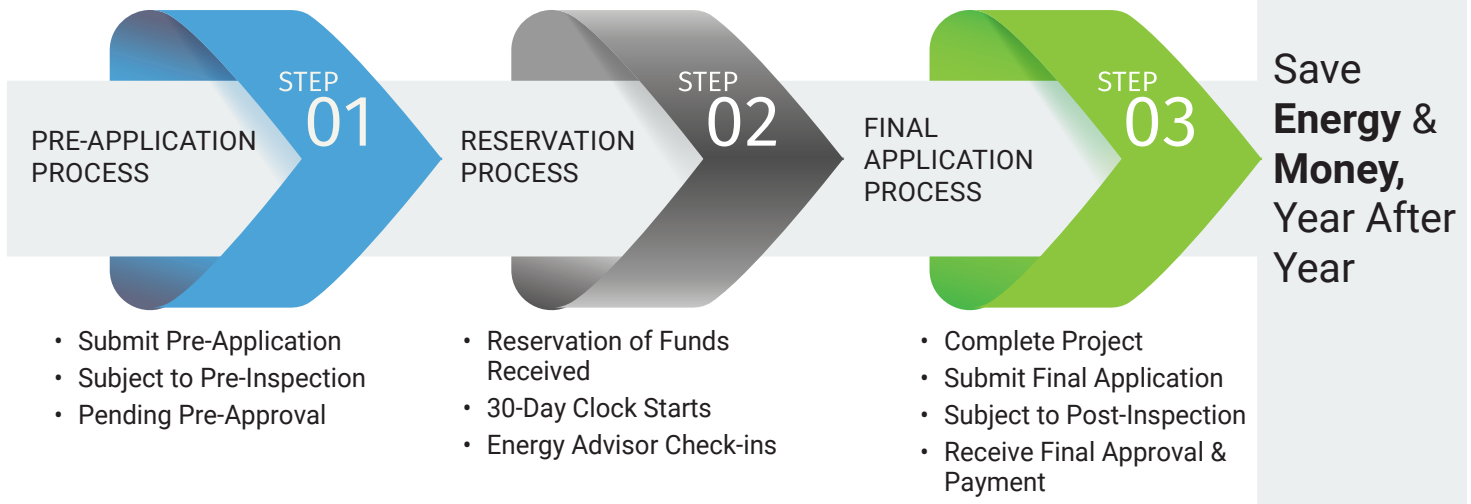 STEP
01
PRE-APPLICATION
PROCESS
• Submit Pre-Application
• Subject to Pre-Inspection
• Pending Pre-Approval
STEP
02
RESERVATION
PROCESS
• Reservation of Funds
Received
• 30-Day Clock Starts
• Energy Advisor Check-ins
STEP
03
FINAL
APPLICATION
PROCESS
• Complete Project
• Submit Final Application
• Subject to Post-Inspection
• Receive Final Approval &
Payment
Save
Energy &
Money,
Year After
Year